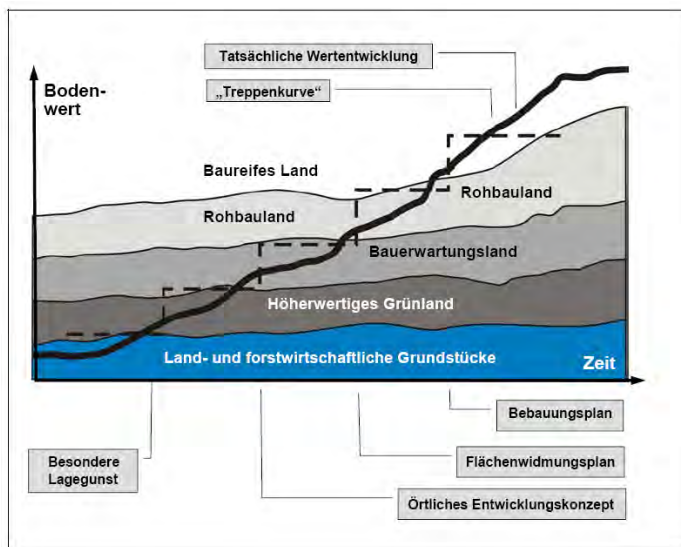 Tatsächliche Wertentwicklung
„Treppenkurve“
Boden-
wert
Baureifes Land
Rohbauland
Rohbauland
Bauerwartungsland
Höherwertiges Grünland
Land- und forstwirtschaftliche Grundstücke
Zeit
Bebauungsplan
Besondere
Lagegunst
Flächenwidmungsplan
Örtliches Entwicklungskonzept